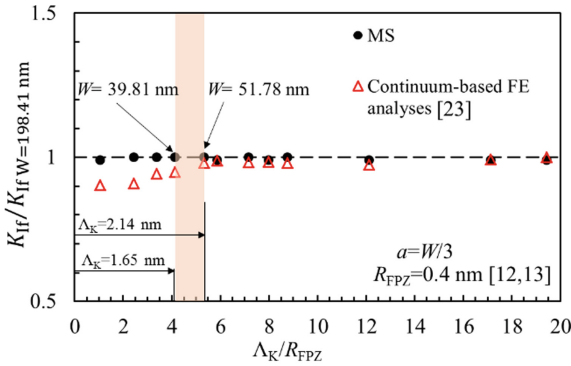 1.5
MS
Continuum-based FE
analyses [23]
W= 39.81 nm
W= 51.78 nm
K_If/K_If W=198.41 nm
1
Λ_K=2.14 nm
Λ_K=1.65 nm
a=W/3
R_FPZ=0.4 nm [12,13]
0.5
0 2 4 6 8 10 12 14 16 18 20
Λ_K/R_FPZ